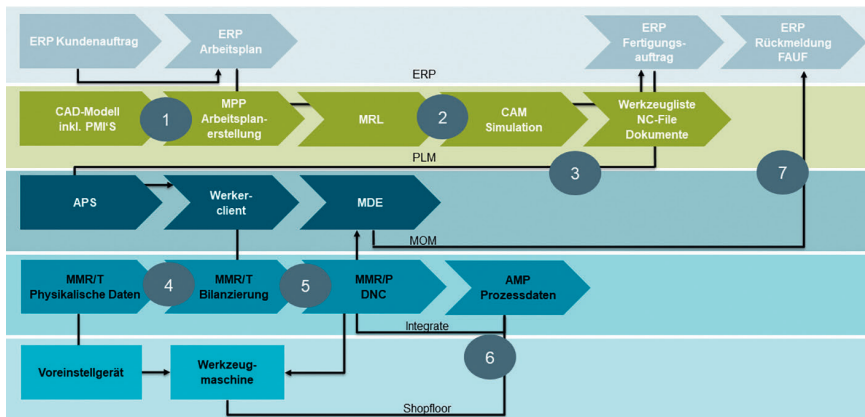 ERP Kundenauftrag
ERP
Arbeitsplan
ERP
Fertigungs-
auftrag
ERP
Rückmeldung
FAUF
ERP
CAD-Modell
inkl. PMI'S
1
MPP
Arbeitsplan-
erstellung
MRL
2
CAM
Simulation
Werkzeugliste
NC-File
Dokumente
PLM
3
7
APS
Werker-
client
MDE
MOM
MMR/T
Physikalische Daten
4
MMR/T
Bilanzierung
5
MMR/P
DNC
AMP
Prozessdaten
Integrate
6
Voreinstellgerät
Werkzeug-
maschine
Shopfloor